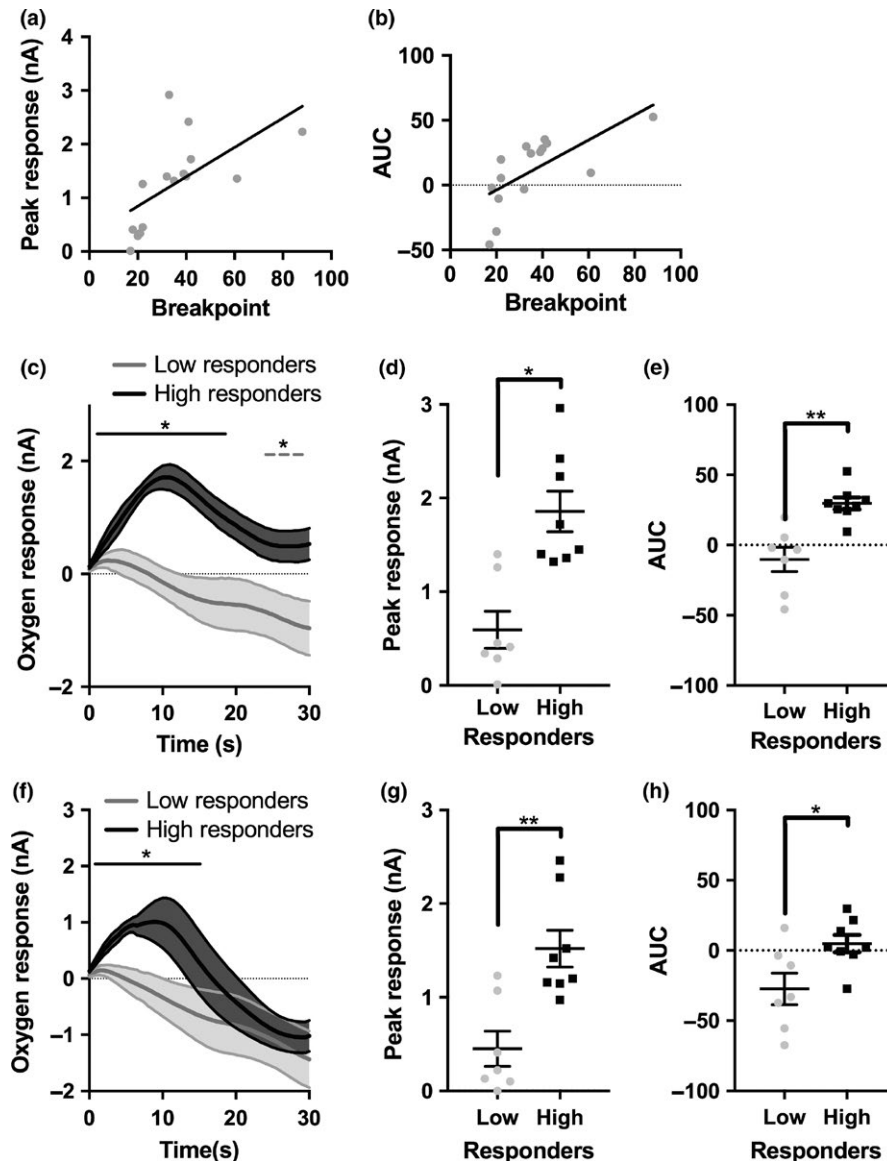 (a)
Peak response (nA)
4
3
2
1
0
0 20 40 60 80 100
Breakpoint
(b)
AUC
100
50
0
−50
0 20 40 60 80 100
Breakpoint
(c)
Low responders
High responders
Oxygen response (nA)
2
0
−2
* *
0 10 20 30
Time (s)
(d)
Peak response (nA)
3
2
1
0
*
Low High
Responders
(e)
AUC
100
50
0
−50
−100
**
Low High
Responders
(f)
Low responders
High responders
Oxygen response (nA)
3
2
1
0
−1
−2
*
0 10 20 30
Time(s)
(g)
Peak response (nA)
3
2
1
0
**
Low High
Responders
(h)
AUC
100
50
0
−50
−100
*
Low High
Responders